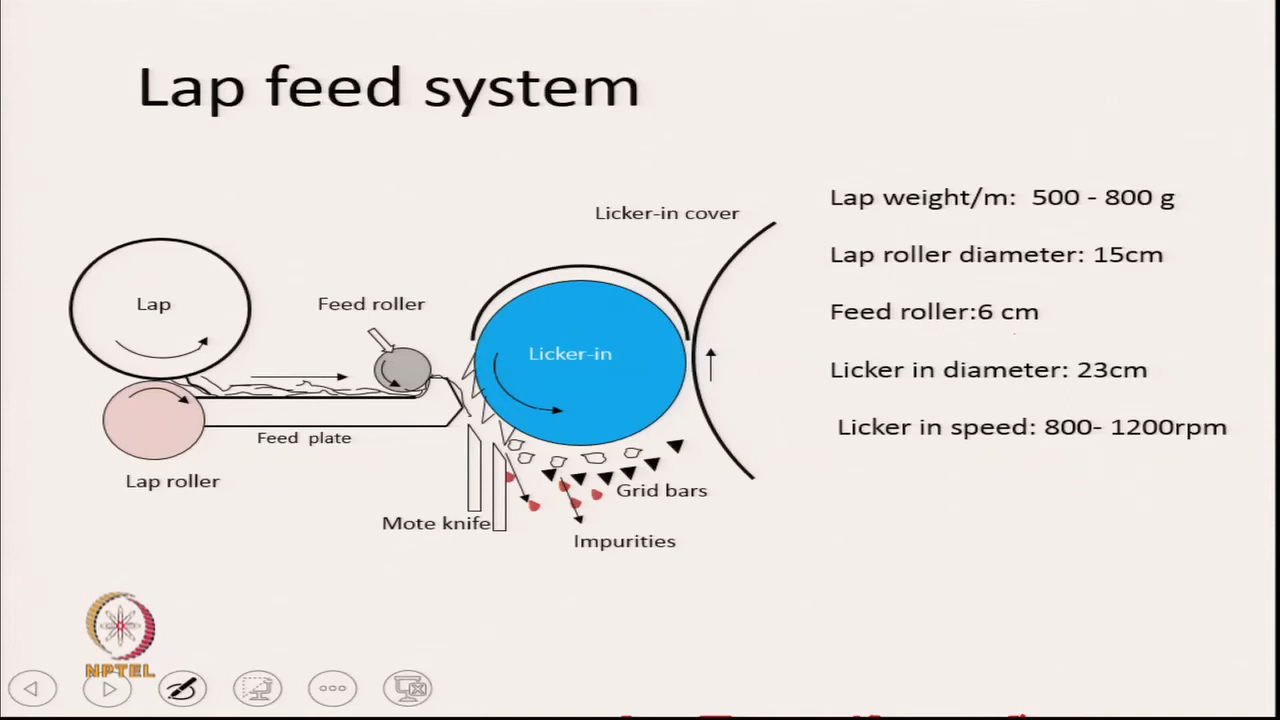 Lap feed system
Licker-in cover
Lap
Feed roller
Licker-in
Feed plate
Lap roller
Mote knife
Grid bars
Impurities
Lap weight/m: 500 - 800 g
Lap roller diameter: 15cm
Feed roller:6 cm
Licker in diameter: 23cm
Licker in speed: 800- 1200rpm
NPTEL